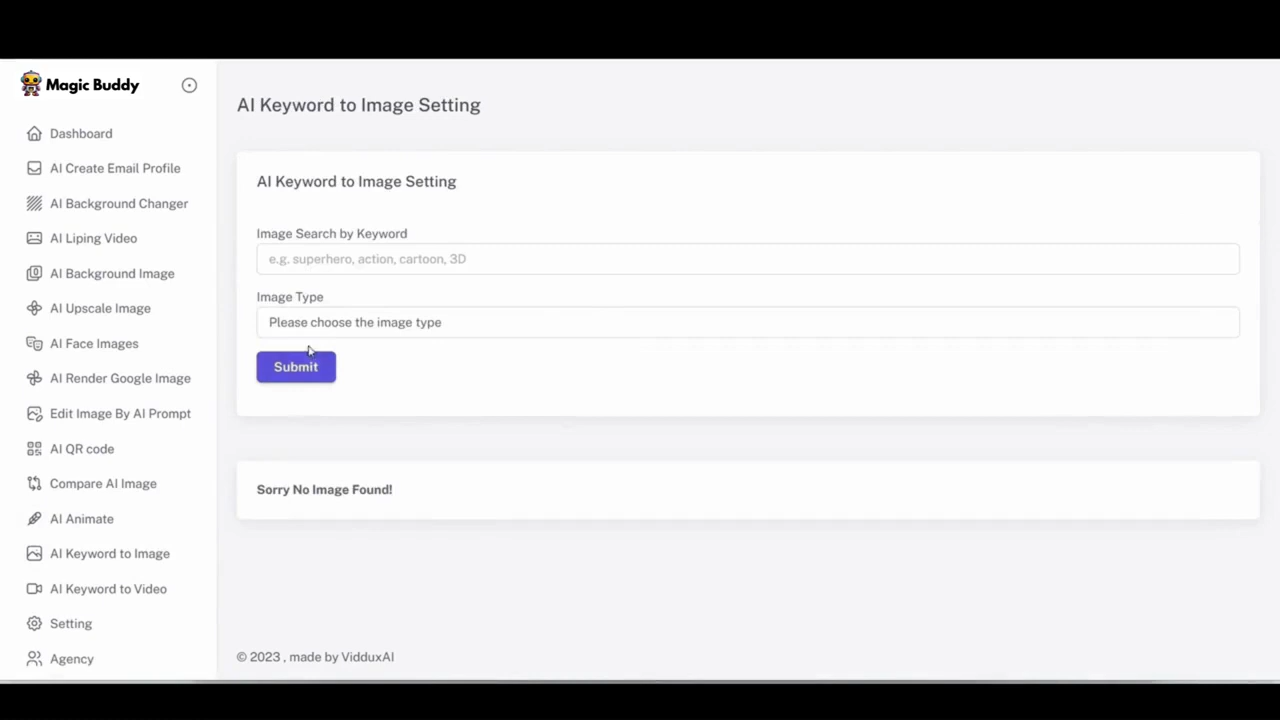 Magic Buddy
Dashboard
AI Create Email Profile
AI Background Changer
AI Liping Video
AI Background Image
AI Upscale Image
AI Face Images
AI Render Google Image
Edit Image By AI Prompt
AI QR code
Compare AI Image
AI Animate
AI Keyword to Image
AI Keyword to Video
Setting
Agency
AI Keyword to Image Setting
AI Keyword to Image Setting
Image Search by Keyword
e.g. superhero, action, cartoon, 3D
Image Type
Please choose the image type
Submit
Sorry No Image Found!
© 2023 , made by VidduxAI